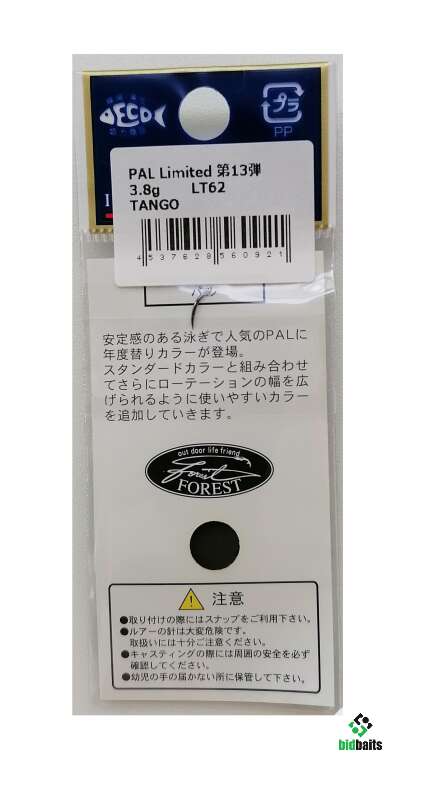 DECO
プラ
PP
PAL Limited 第13弾
3.8g LT62
TANGO
4 537628 560921
安定感のある泳ぎで人気のPALに
年度替りカラーが登場。
スタンダードカラーと組み合わせ
てさらにローテーションの幅を広
げられるように使いやすいカラー
を追加していきます。
out door life friend
Forest
FOREST
注意
●取り付けの際にはスナップをご利用下さい。
●ルアーの針は大変危険です。
取扱いには十分ご注意ください。
●キャスティングの際には周囲の安全を必ず
確認してください。
●幼児の手の届かない所に保管して下さい。
bidbaits